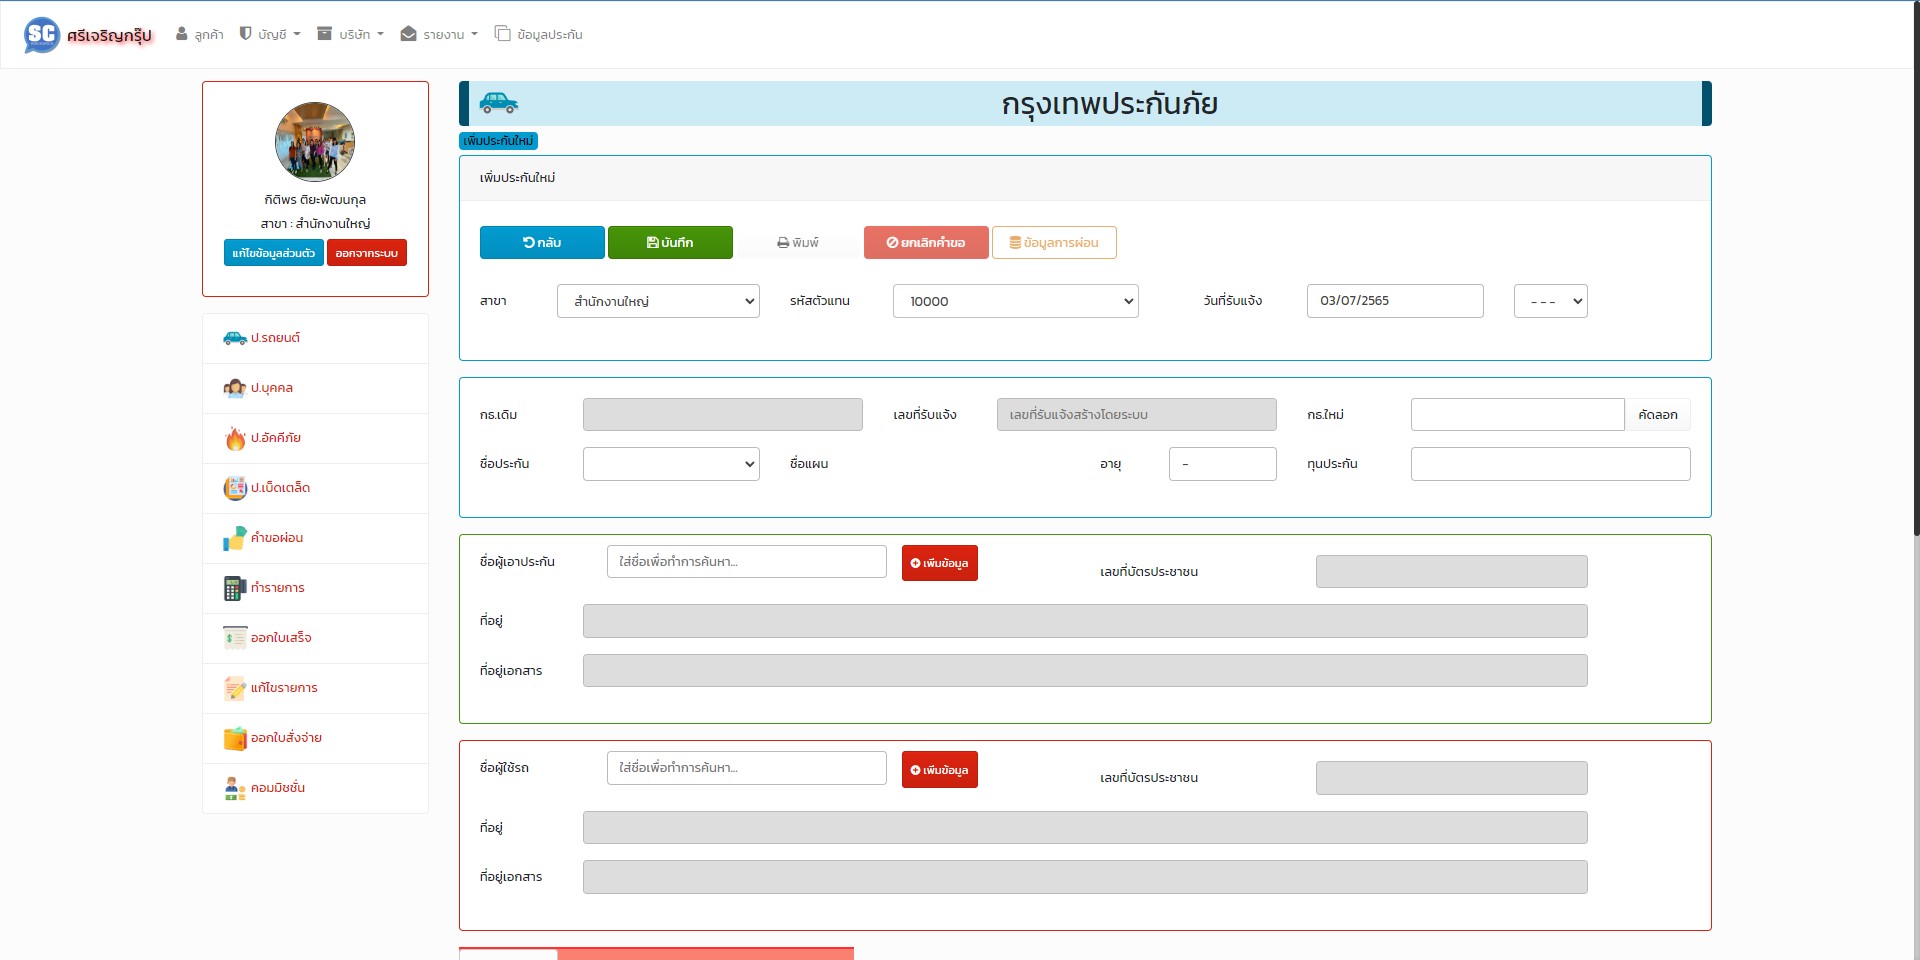 SC ศรีเจริญกรุ๊ป ลูกค้า บัญชี บริษัท รายงาน ข้อมูลประกัน
กิติพร ติยะพัฒนกุล
สาขา : สำนักงานใหญ่
แก้ไขข้อมูลส่วนตัว ออกจากระบบ
ป.รถยนต์
ป.บุคคล
ป.อัคคีภัย
ป.เบ็ดเตล็ด
คำขอผ่อน
ทำรายการ
ออกใบเสร็จ
แก้ไขรายการ
ออกใบสั่งจ่าย
คอมมิชชั่น
กรุงเทพประกันภัย
เพิ่มประกันใหม่
เพิ่มประกันใหม่
กลับ บันทึก พิมพ์ ยกเลิกคำขอ ข้อมูลการผ่อน
สาขา สำนักงานใหญ่ รหัสตัวแทน 10000 วันที่รับแจ้ง 03/07/2565 - - -
กธ.เดิม เลขที่รับแจ้ง เลขที่รับแจ้งสร้างโดยระบบ กธ.ใหม่ คัดลอก
ชื่อประกัน ชื่อแผน อายุ - ทุนประกัน
ชื่อผู้เอาประกัน ใส่ชื่อเพื่อทำการค้นหา... เพิ่มข้อมูล เลขที่บัตรประชาชน
ที่อยู่
ที่อยู่เอกสาร
ชื่อผู้ใช้รถ ใส่ชื่อเพื่อทำการค้นหา... เพิ่มข้อมูล เลขที่บัตรประชาชน
ที่อยู่
ที่อยู่เอกสาร